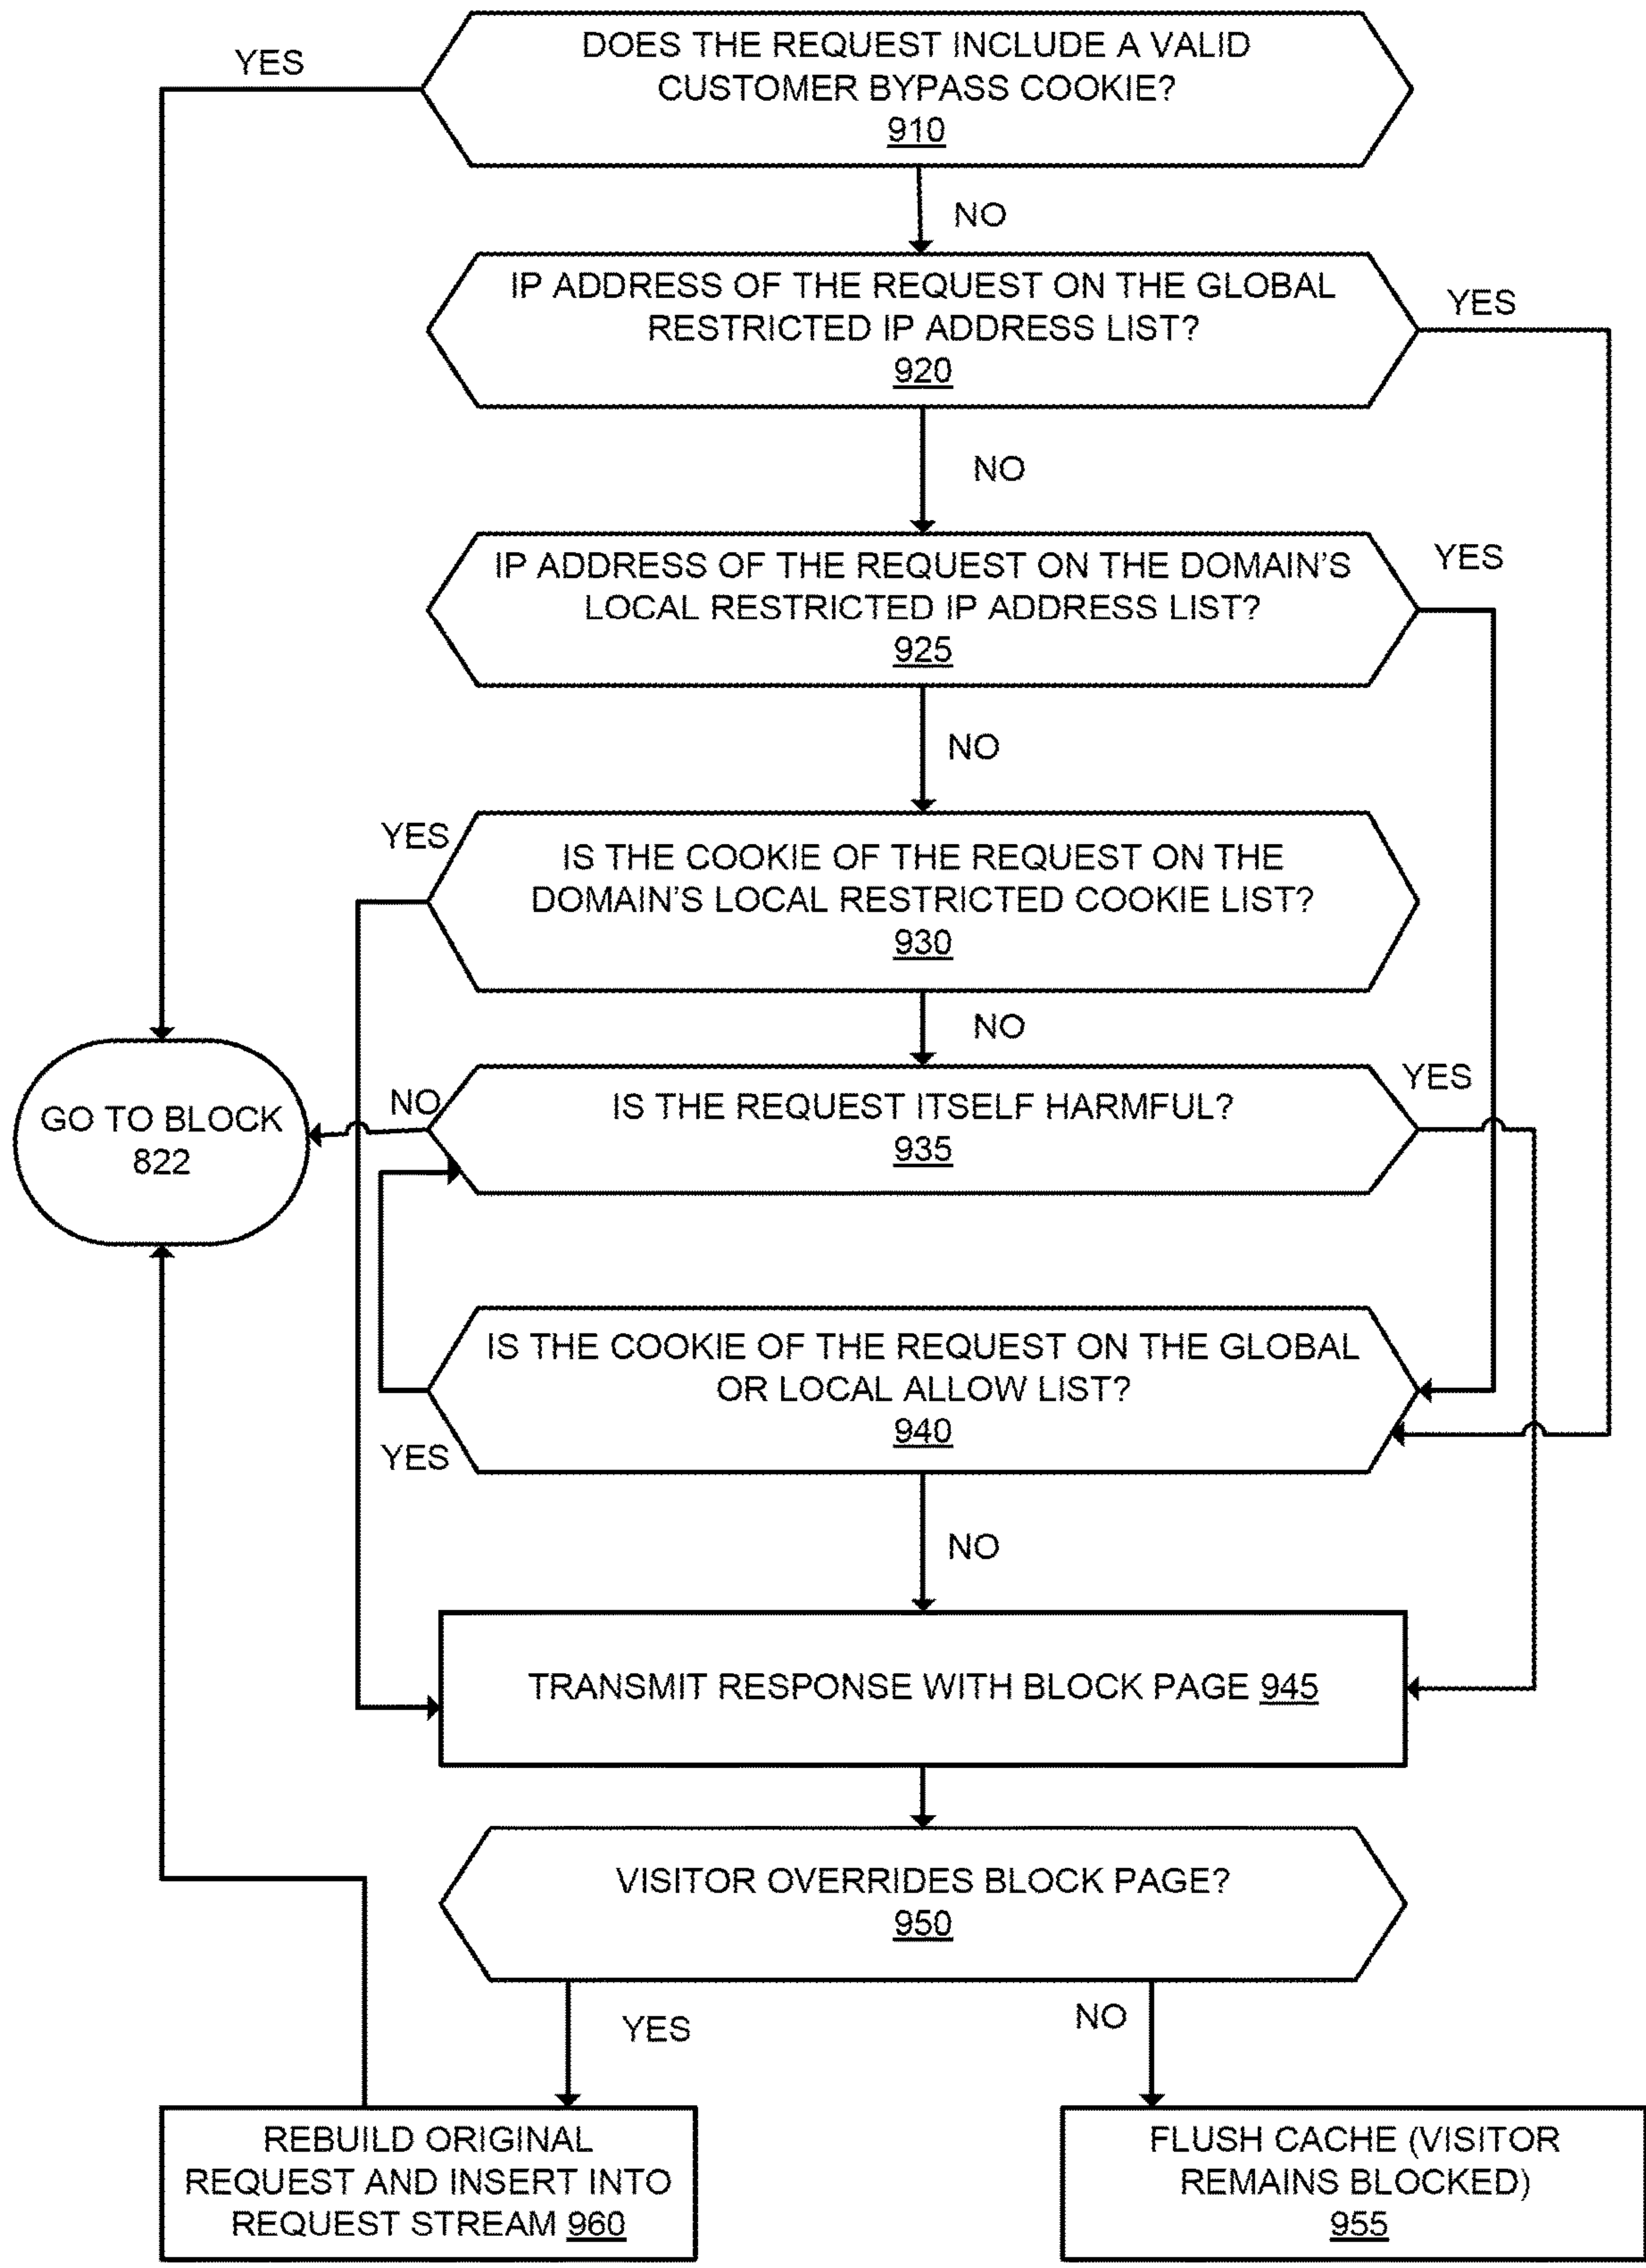 YES
DOES THE REQUEST INCLUDE A VALID
CUSTOMER BYPASS COOKIE?
910
NO
IP ADDRESS OF THE REQUEST ON THE GLOBAL
RESTRICTED IP ADDRESS LIST?
920
YES
NO
IP ADDRESS OF THE REQUEST ON THE DOMAIN'S
LOCAL RESTRICTED IP ADDRESS LIST?
925
YES
NO
YES
IS THE COOKIE OF THE REQUEST ON THE
DOMAIN'S LOCAL RESTRICTED COOKIE LIST?
930
NO
GO TO BLOCK
822
NO
IS THE REQUEST ITSELF HARMFUL?
935
YES
IS THE COOKIE OF THE REQUEST ON THE GLOBAL
OR LOCAL ALLOW LIST?
940
YES
NO
TRANSMIT RESPONSE WITH BLOCK PAGE 945
VISITOR OVERRIDES BLOCK PAGE?
950
YES
NO
REBUILD ORIGINAL
REQUEST AND INSERT INTO
REQUEST STREAM 960
FLUSH CACHE (VISITOR
REMAINS BLOCKED)
955